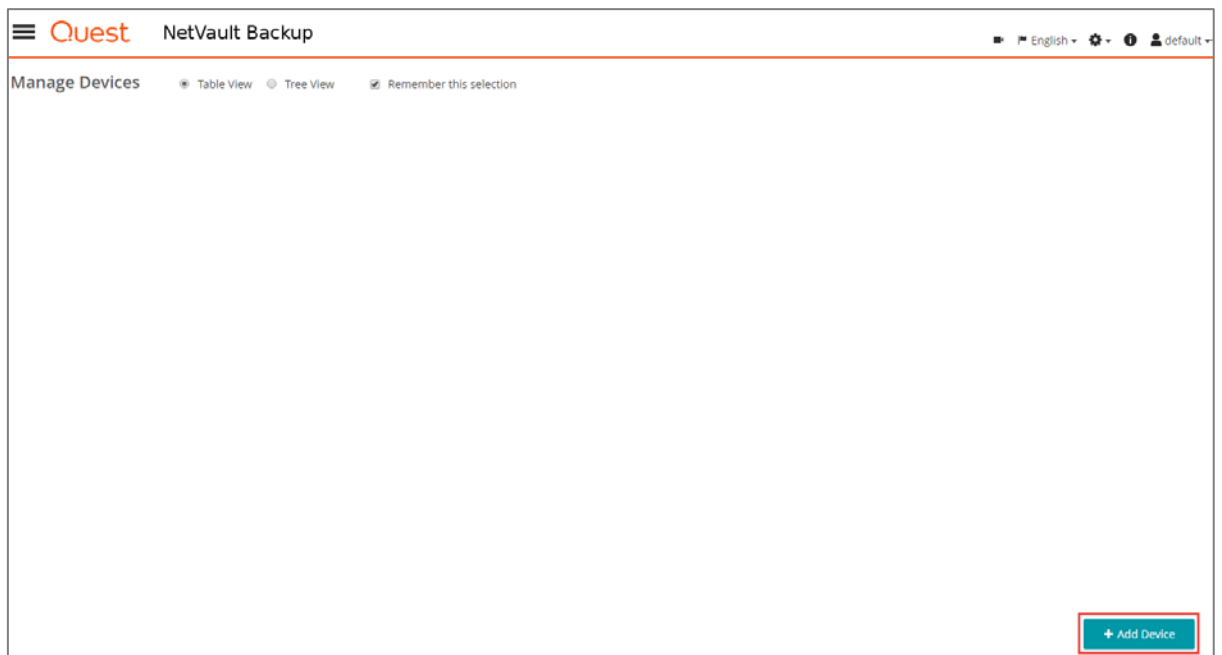 Quest NetVault Backup
English default
Manage Devices Table View Tree View Remember this selection
+ Add Device